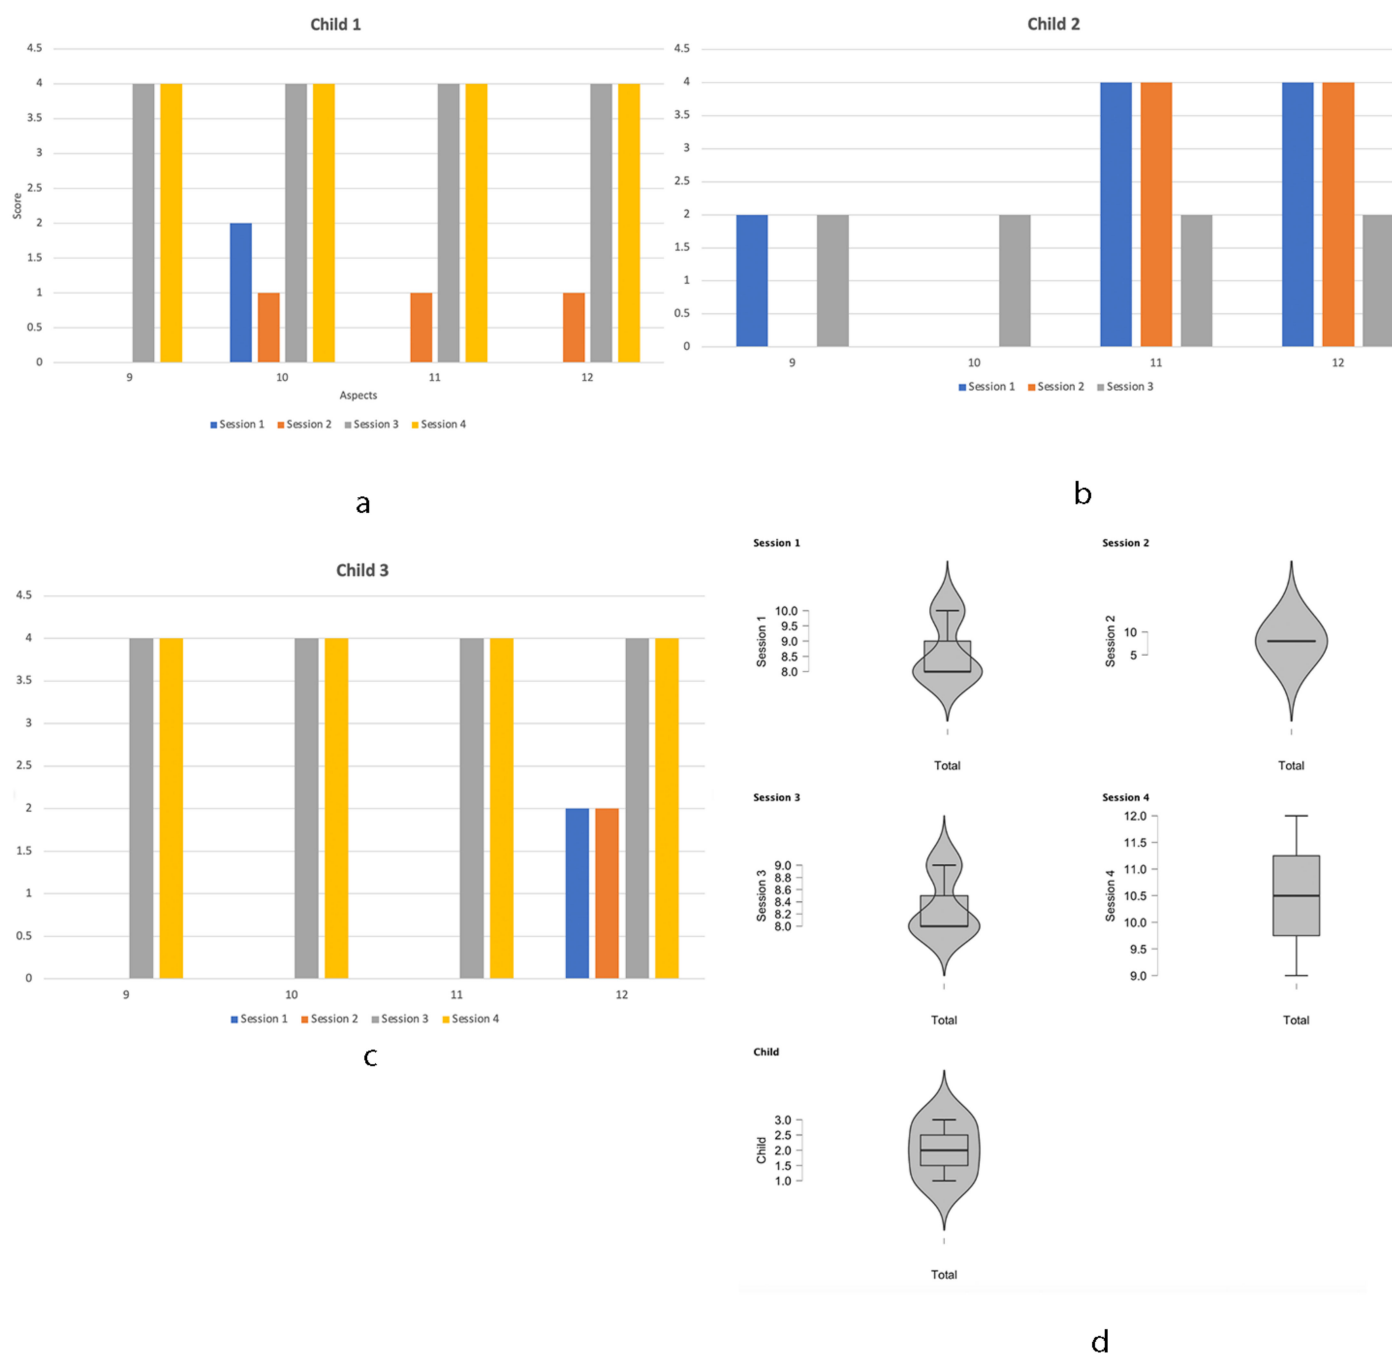 Child 1
4.5
4
3.5
3
2.5
2
1.5
1
0.5
0
Score
9 10 11 12
Aspects
Session 1 Session 2 Session 3 Session 4
a
Child 2
4.5
4
3.5
3
2.5
2
1.5
1
0.5
0
9 10 11 12
Session 1 Session 2 Session 3
b
Child 3
4.5
4
3.5
3
2.5
2
1.5
1
0.5
0
9 10 11 12
Session 1 Session 2 Session 3 Session 4
c
Session 1
Session 1
10.0
9.5
9.0
8.5
8.0
Total
Session 2
Session 2
10
5
Total
Session 3
Session 3
9.0
8.8
8.6
8.4
8.2
8.0
Total
Session 4
Session 4
12.0
11.5
11.0
10.5
10.0
9.5
9.0
Total
Child
Child
3.0
2.5
2.0
1.5
1.0
Total
d